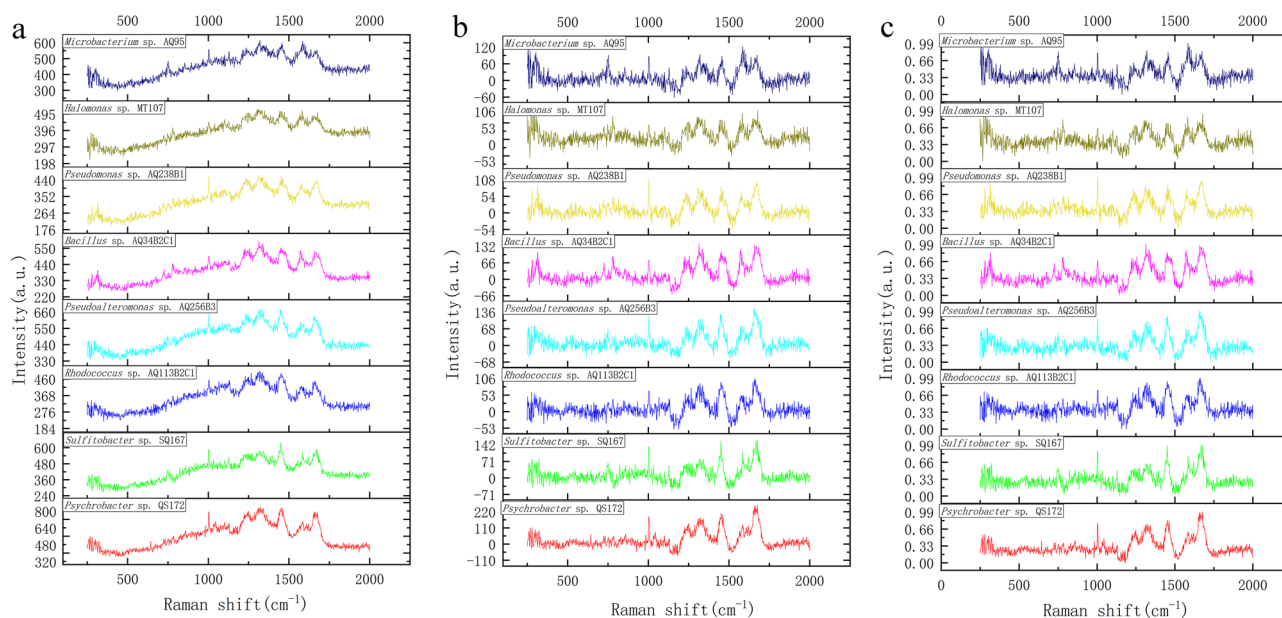 a
500 1000 1500 2000
Microbacterium sp. AQ95
600
500
400
300
Halomonas sp. MT107
495
396
297
198
Pseudomonas sp. AQ238B1
440
352
264
176
Bacillus sp. AQ34B2C1
550
440
330
220
Pseudoalteromonas sp. AQ256B3
660
550
440
330
Rhodococcus sp. AQ113B2C1
460
368
276
184
Sulfitobacter sp. SQ167
600
480
360
240
Psychrobacter sp. QS172
800
640
480
320
Intensity(a.u.)
500 1000 1500 2000
Raman shift(cm⁻¹)
b
500 1000 1500 2000
Microbacterium sp. AQ95
120
60
0
-60
Halomonas sp. MT107
106
53
0
-53
Pseudomonas sp. AQ238B1
108
54
0
-54
Bacillus sp. AQ34B2C1
132
66
0
-66
Pseudoalteromonas sp. AQ256B3
136
68
0
-68
Rhodococcus sp. AQ113B2C1
106
53
0
-53
Sulfitobacter sp. SQ167
142
71
0
-71
Psychrobacter sp. QS172
220
110
0
-110
Intensity(a.u.)
500 1000 1500 2000
Raman shift(cm⁻¹)
c
0 500 1000 1500 2000
Microbacterium sp. AQ95
0.99
0.66
0.33
0.00
Halomonas sp. MT107
0.99
0.66
0.33
0.00
Pseudomonas sp. AQ238B1
0.99
0.66
0.33
0.00
Bacillus sp. AQ34B2C1
0.99
0.66
0.33
0.00
Pseudoalteromonas sp. AQ256B3
0.99
0.66
0.33
0.00
Rhodococcus sp. AQ113B2C1
0.99
0.66
0.33
0.00
Sulfitobacter sp. SQ167
0.99
0.66
0.33
0.00
Psychrobacter sp. QS172
0.99
0.66
0.33
0.00
Intensity(a.u.)
0 500 1000 1500 2000
Raman shift(cm⁻¹)